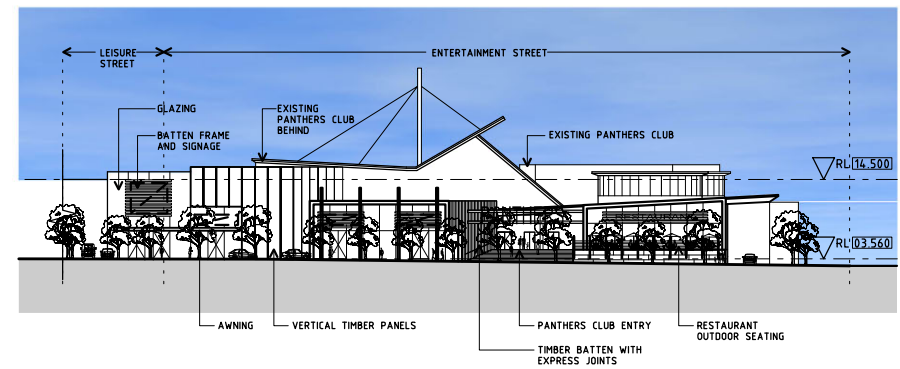 LEISURE
STREET
ENTERTAINMENT STREET
GLAZING
BATTEN FRAME
AND SIGNAGE
EXISTING
PANTHERS CLUB
BEHIND
EXISTING PANTHERS CLUB
RL 14.500
RL 03.560
AWNING
VERTICAL TIMBER PANELS
PANTHERS CLUB ENTRY
RESTAURANT
OUTDOOR SEATING
TIMBER BATTEN WITH
EXPRESS JOINTS